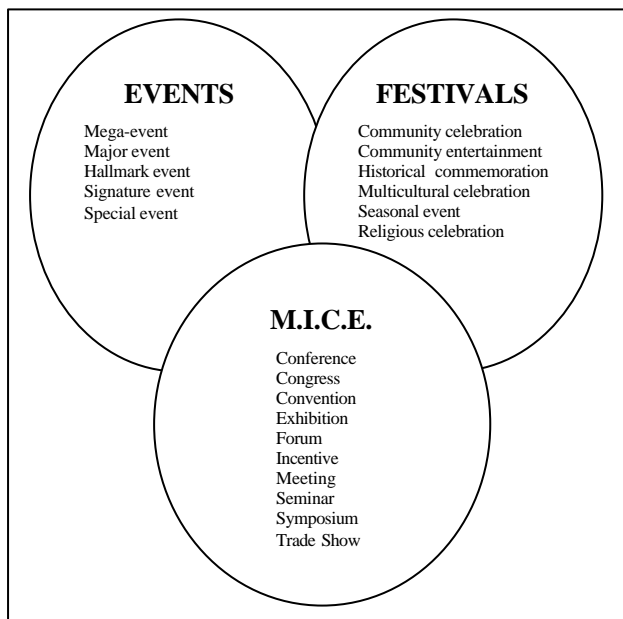 EVENTS
Mega-event
Major event
Hallmark event
Signature event
Special event
FESTIVALS
Community celebration
Community entertainment
Historical commemoration
Multicultural celebration
Seasonal event
Religious celebration
M.I.C.E.
Conference
Congress
Convention
Exhibition
Forum
Incentive
Meeting
Seminar
Symposium
Trade Show